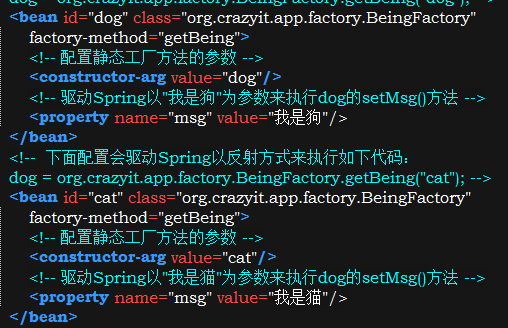 dog = org.crazyit.app.factory.BeingFactory.getBeing("dog"); -->
<bean id="dog" class="org.crazyit.app.factory.BeingFactory"
factory-method="getBeing">
<!-- 配置静态工厂方法的参数 -->
<constructor-arg value="dog"/>
<!-- 驱动Spring以"我是狗"为参数来执行dog的setMsg()方法 -->
<property name="msg" value="我是狗"/>
</bean>
<!-- 下面配置会驱动Spring以反射方式来执行如下代码：
dog = org.crazyit.app.factory.BeingFactory.getBeing("cat"); -->
<bean id="cat" class="org.crazyit.app.factory.BeingFactory"
factory-method="getBeing">
<!-- 配置静态工厂方法的参数 -->
<constructor-arg value="cat"/>
<!-- 驱动Spring以"我是猫"为参数来执行dog的setMsg()方法 -->
<property name="msg" value="我是猫"/>
</bean>